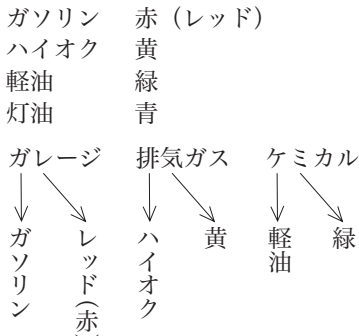 ガソリン 赤（レッド）
ハイオク 黄
軽油 緑
灯油 青
ガレージ 排気ガス ケミカル
ガソリン
レッド（赤
ハイオク
黄
軽油
緑